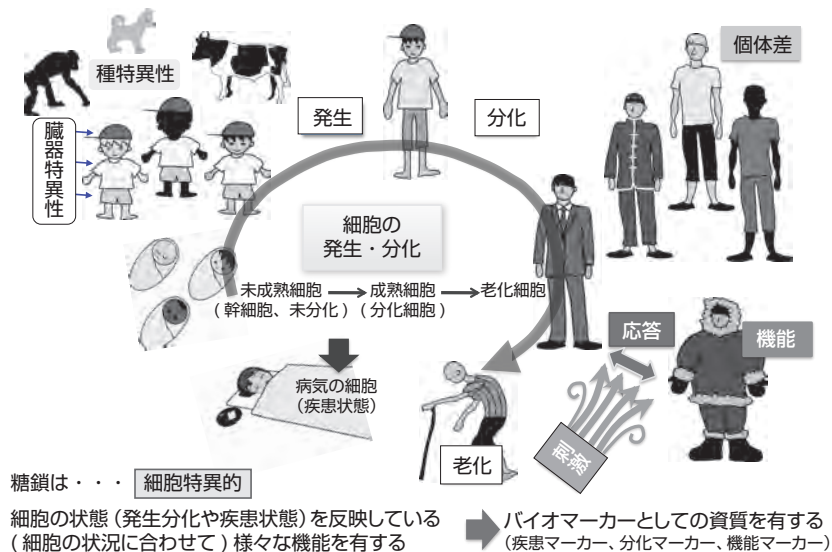 種特異性
個体差
臓器特異性
発生
分化
細胞の
発生・分化
未成熟細胞 → 成熟細胞 → 老化細胞
(幹細胞、未分化) (分化細胞)
病気の細胞
(疾患状態)
応答
機能
刺激
老化
糖鎖は・・・ 細胞特異的
細胞の状態(発生分化や疾患状態)を反映している
(細胞の状況に合わせて)様々な機能を有する
バイオマーカーとしての資質を有する
(疾患マーカー、分化マーカー、機能マーカー)